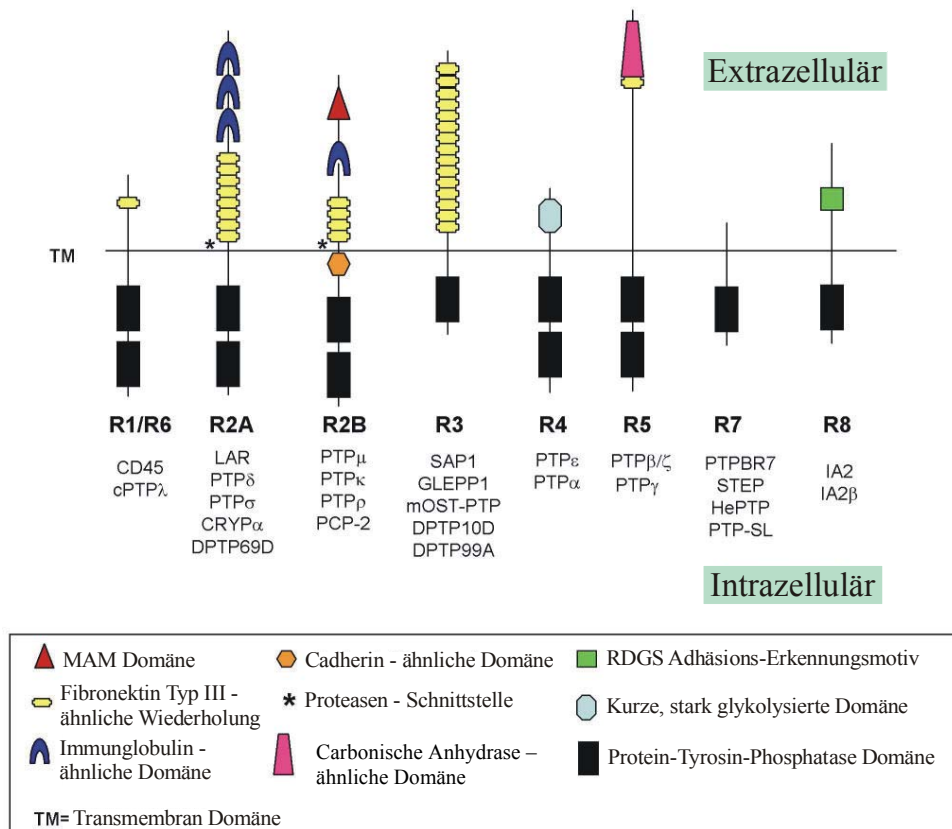 Extrazellulär
TM
*
*
R1/R6 R2A R2B R3 R4 R5 R7 R8
CD45
cPTPλ
LAR
PTPδ
PTPσ
CRYPα
DPTP69D
PTPμ
PTPκ
PTPρ
PCP-2
SAP1
GLEPP1
mOST-PTP
DPTP10D
DPTP99A
PTPε
PTPα
PTPβ/ζ
PTPγ
PTPBR7
STEP
HePTP
PTP-SL
IA2
IA2β
Intrazellulär
MAM Domäne
Fibronektin Typ III -
ähnliche Wiederholung
Immunglobulin -
ähnliche Domäne
TM= Transmembran Domäne
Cadherin - ähnliche Domäne
* Proteasen - Schnittstelle
Carbonische Anhydrase –
ähnliche Domäne
RDGS Adhäsions-Erkennungsmotiv
Kurze, stark glykolysierte Domäne
Protein-Tyrosin-Phosphatase Domäne